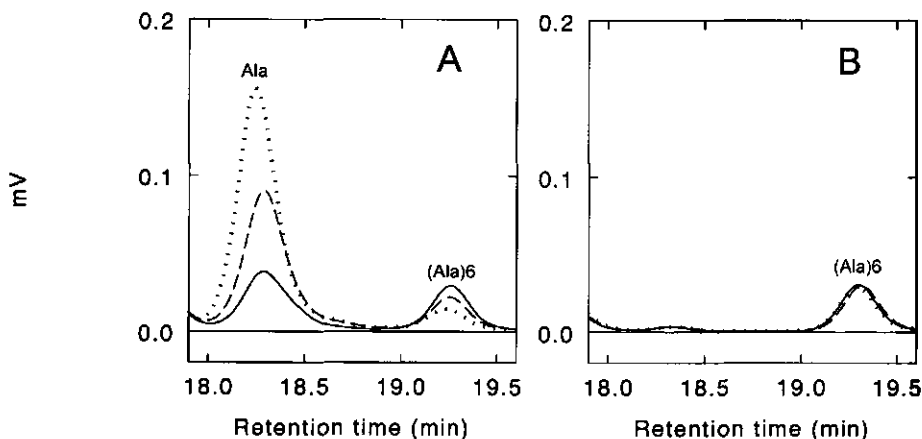 0.2
A
Ala
0.1
mV
(Ala)6
0.0
18.0 18.5 19.0 19.5
Retention time (min)
0.2
B
0.1
(Ala)6
0.0
18.0 18.5 19.0 19.5
Retention time (min)